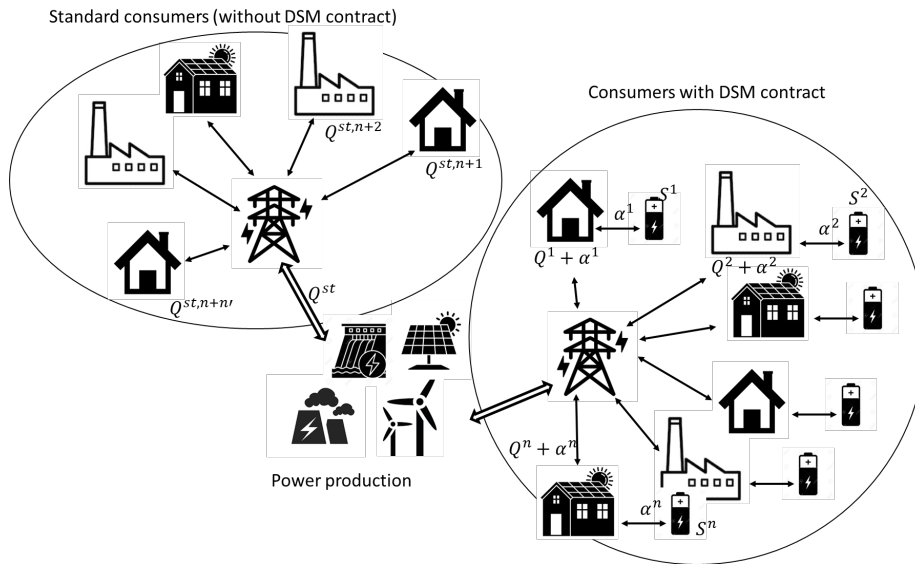 Standard consumers (without DSM contract)
Q^{st,n+2}
Q^{st,n+1}
Q^{st,n+n′}
Q^{st}
Power production
Consumers with DSM contract
S^1
α^1
Q^1 + α^1
S^2
α^2
Q^2 + α^2
Q^n + α^n
α^n
S^n